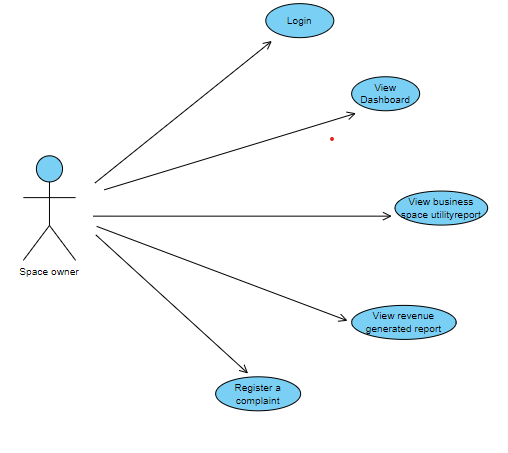 Login
View
Dashboard
View business
space utilityreport
Space owner
View revenue
generated report
Register a
complaint